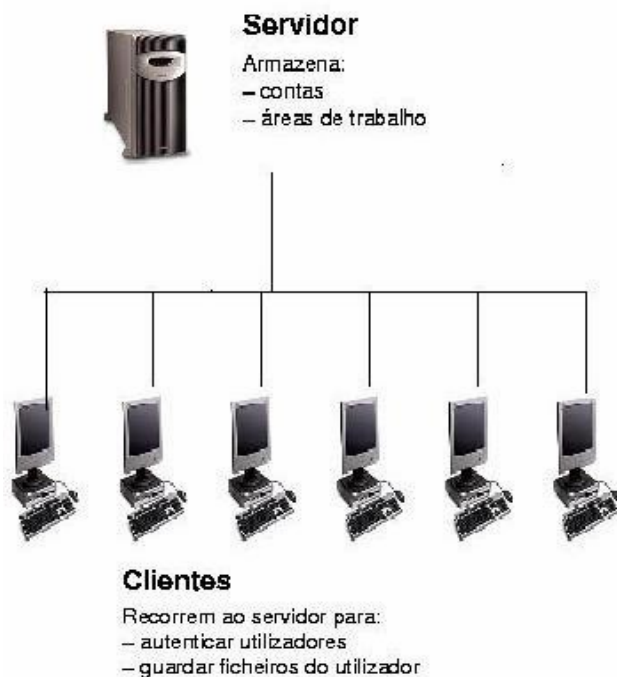 Servidor
Armazena:
– contas
– áreas de trabalho
Clientes
Recorrem ao servidor para:
– autenticar utilizadores
– guardar ficheiros do utilizador